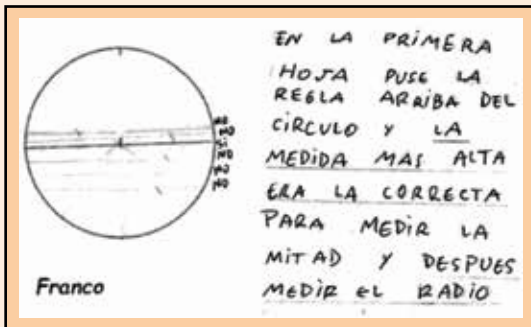 EN LA PRIMERA
HOJA PUSE LA
REGLA ARRIBA DEL
CÍRCULO Y LA
MEDIDA MAS ALTA
ERA LA CORRECTA
PARA MEDIR LA
MITAD Y DESPUES
MEDIR EL RADIO
Franco